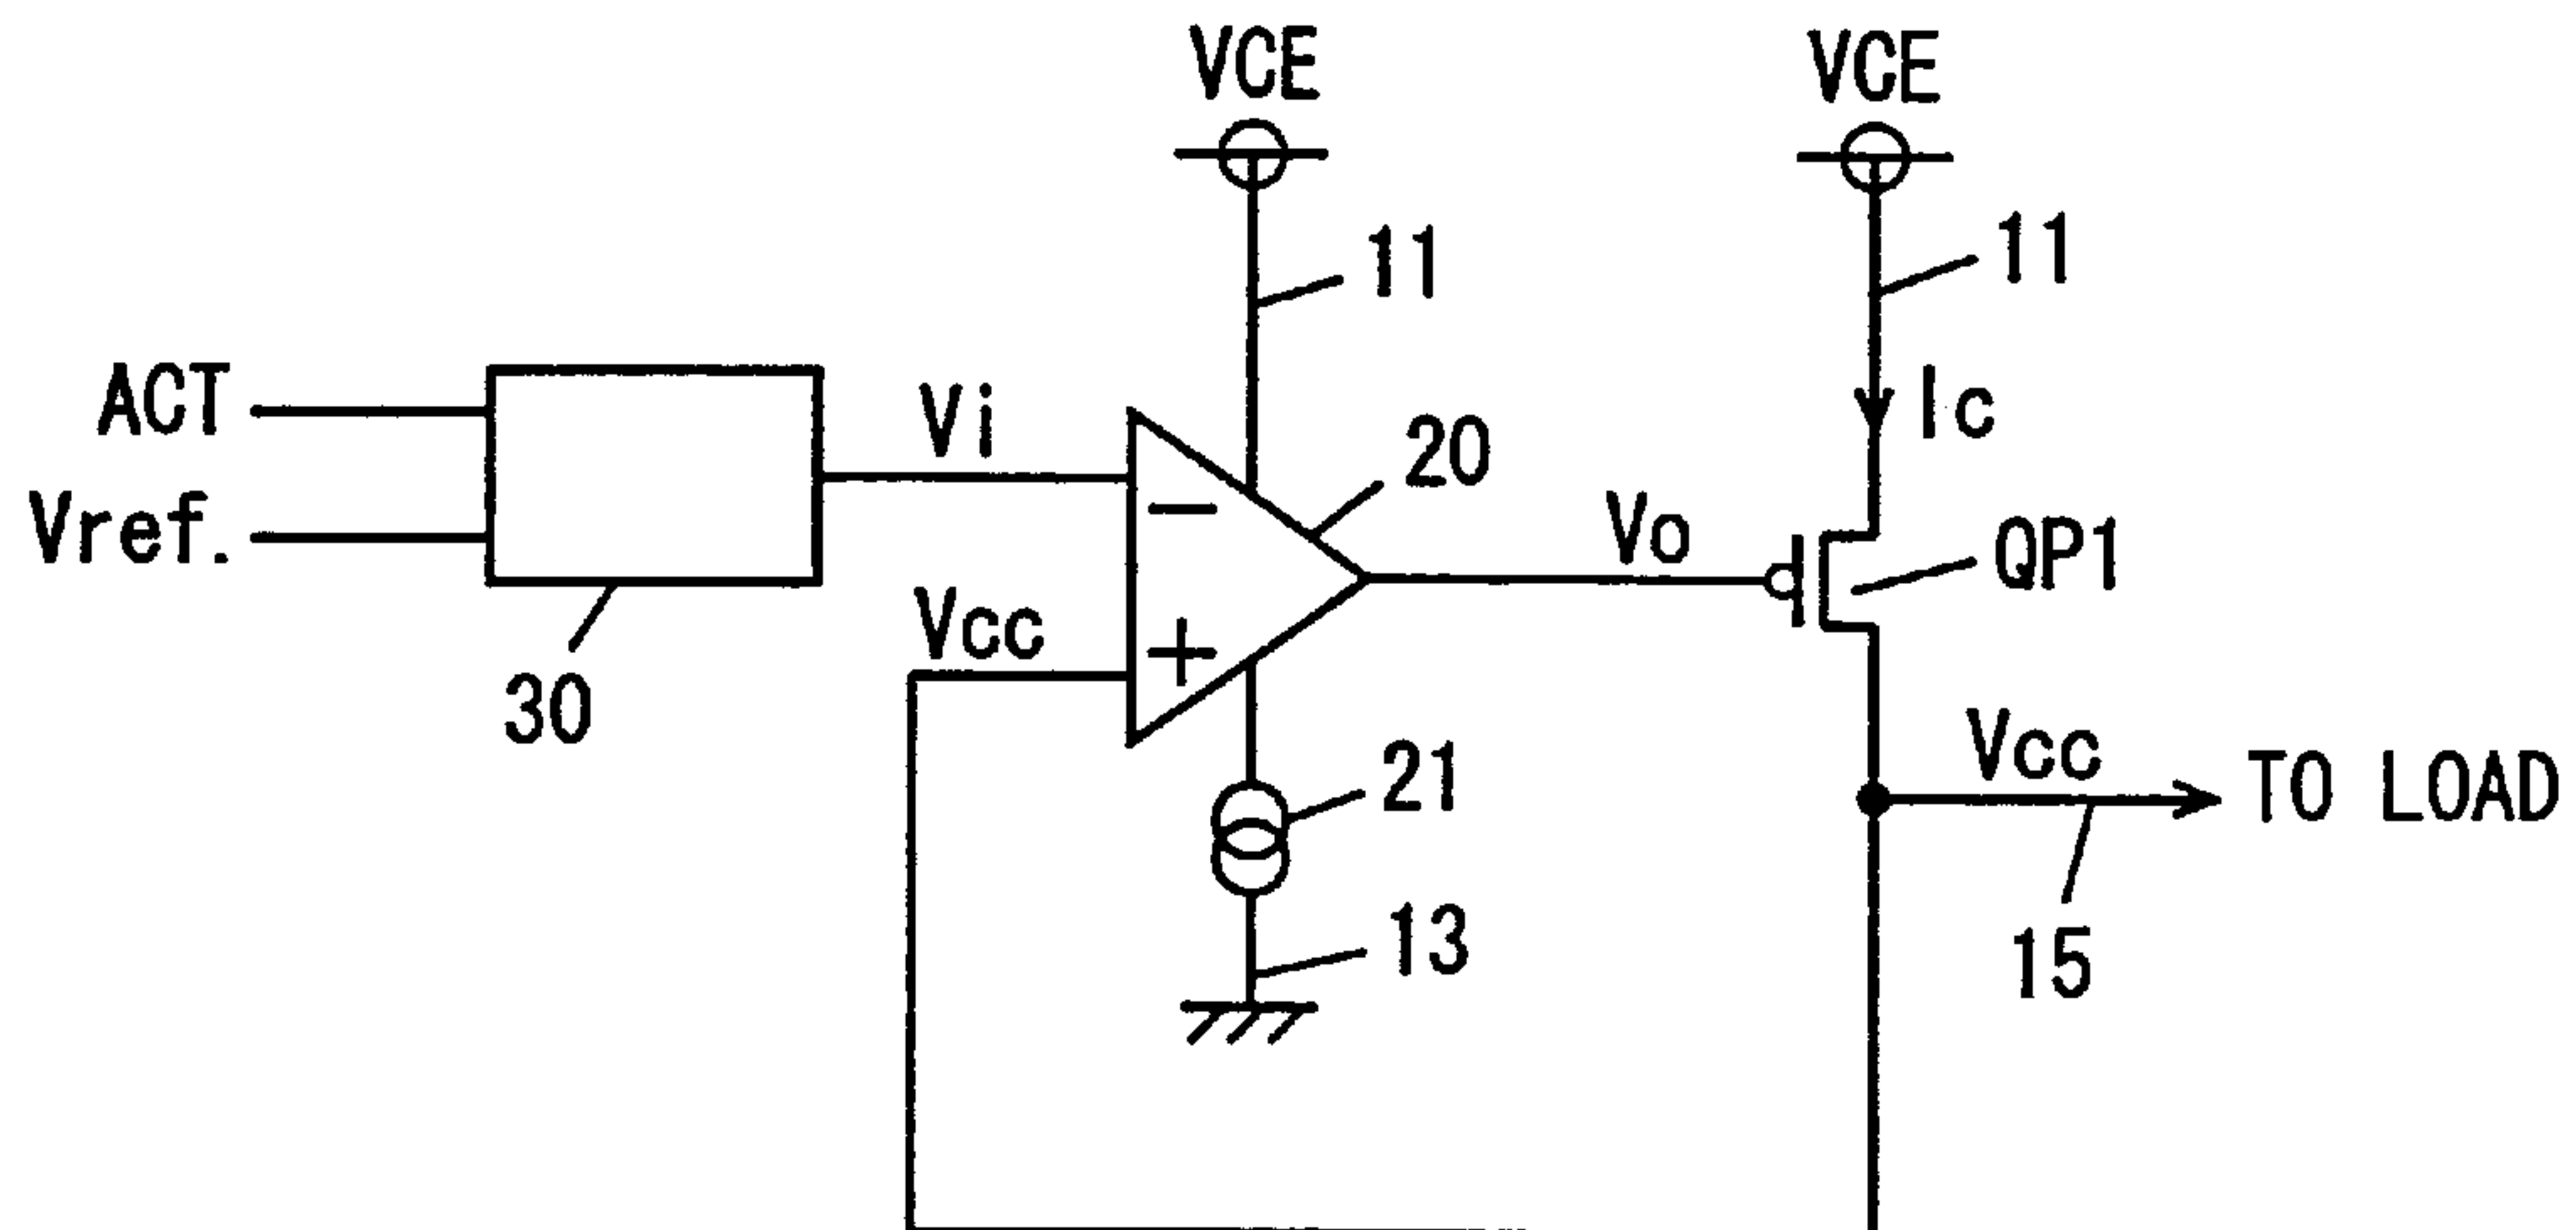 VCE
VCE
11
11
ACT
Vi
20
Ic
Vref.
Vo
QP1
Vcc
−
+
30
21
Vcc
TO LOAD
13
15